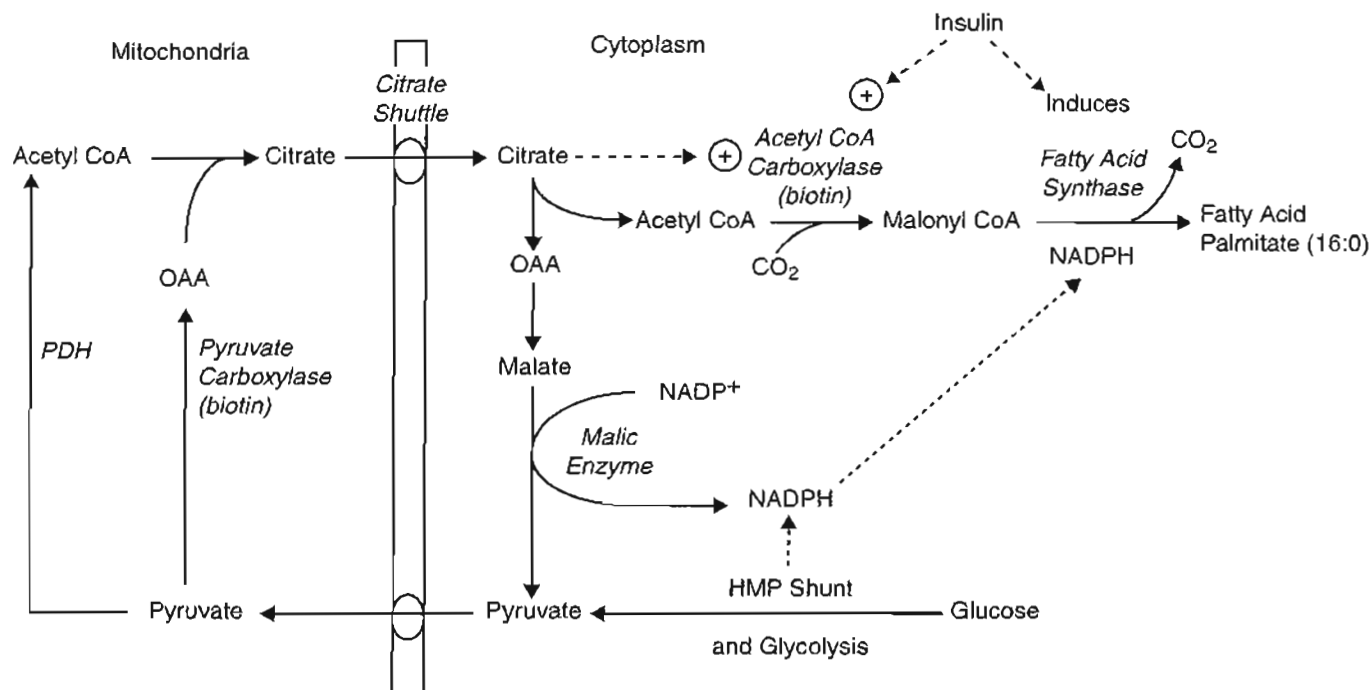 Insulin
Mitochondria
Cytoplasm
Citrate
Shuttle
+
Induces
Acetyl CoA
Citrate
Citrate
+
Acetyl CoA
Carboxylase
(biotin)
Fatty Acid
Synthase
CO2
Acetyl CoA
Malonyl CoA
Fatty Acid
Palmitate (16:0)
OAA
OAA
CO2
NADPH
PDH
Pyruvate
Carboxylase
(biotin)
Malate
NADP+
Malic
Enzyme
NADPH
HMP Shunt
Pyruvate
Pyruvate
Glucose
and Glycolysis